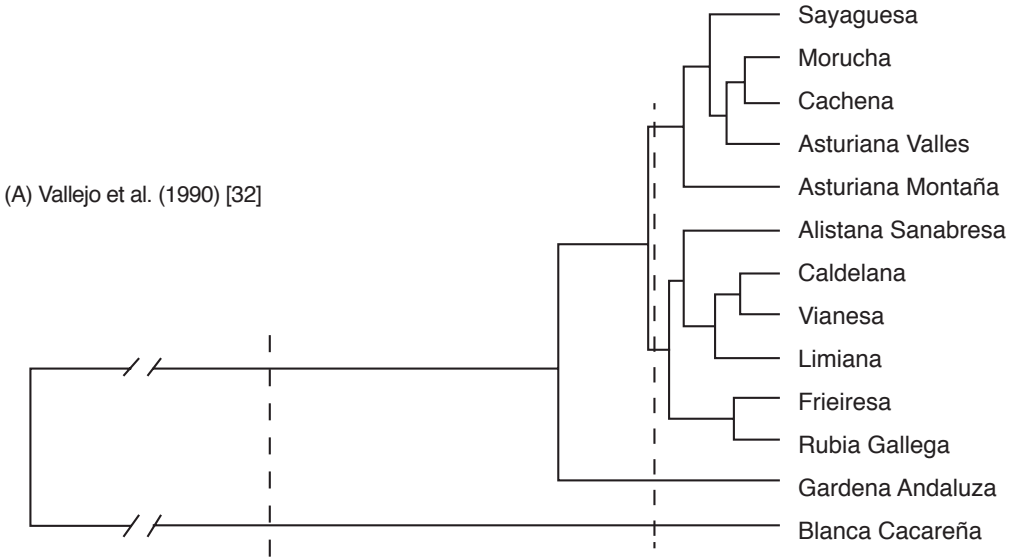 Sayaguesa
Morucha
Cachena
Asturiana Valles
(A) Vallejo et al. (1990) [32]
Asturiana Montaña
Alistana Sanabresa
Caldelana
Vianesa
Limiana
Frieiresa
Rubia Gallega
Gardena Andaluza
Blanca Cacareña